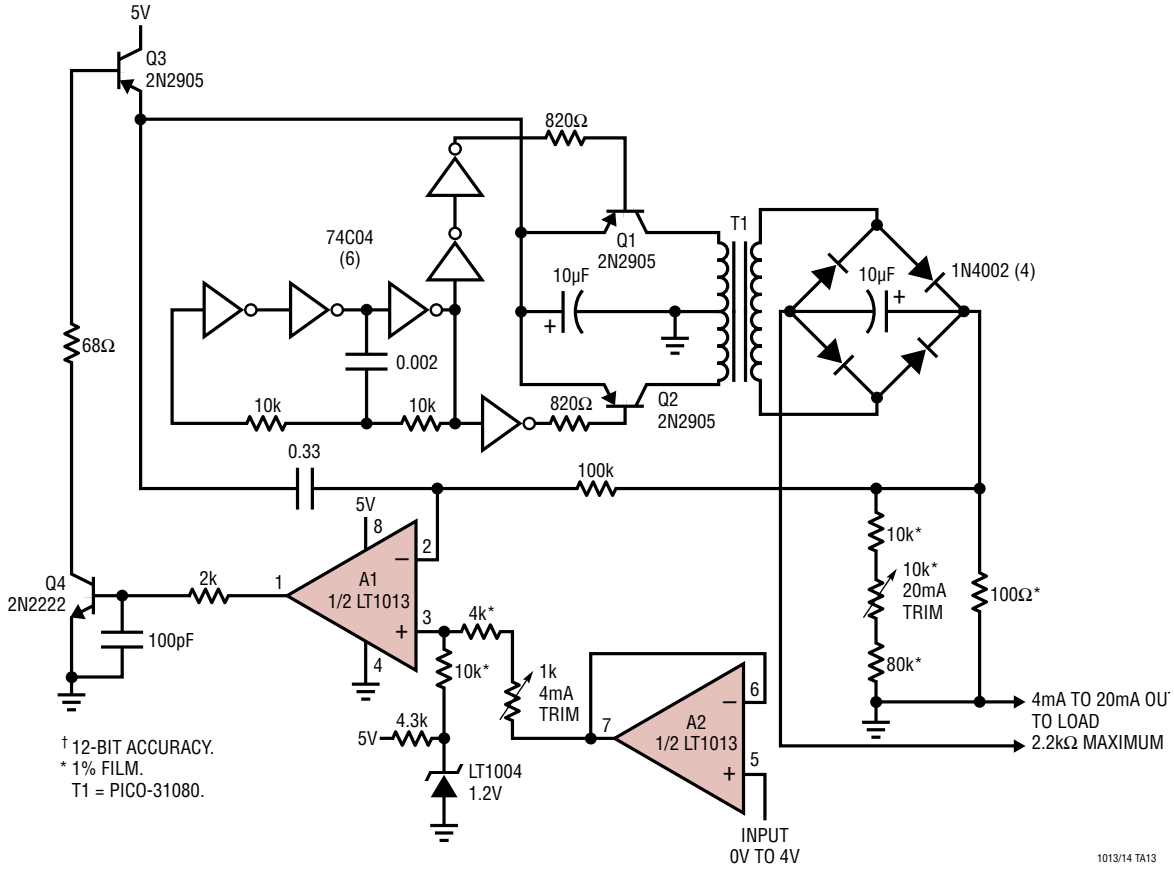 5V
Q3
2N2905
820Ω
Q1
2N2905
T1
74C04
(6)
10µF
+
10µF
+
1N4002 (4)
68Ω
0.002
10k
10k
820Ω
Q2
2N2905
0.33
100k
5V
8
2
–
A1
1/2 LT1013
1
3
+
4
Q4
2N2222
2k
100pF
4k*
10k*
1k
4mA
TRIM
10k*
10k*
20mA
TRIM
80k*
100Ω*
5V
4.3k
LT1004
1.2V
7
6
–
A2
1/2 LT1013
5
+
INPUT
0V TO 4V
4mA TO 20mA OUT
TO LOAD
2.2kΩ MAXIMUM
† 12-BIT ACCURACY.
* 1% FILM.
T1 = PICO-31080.
1013/14 TA13